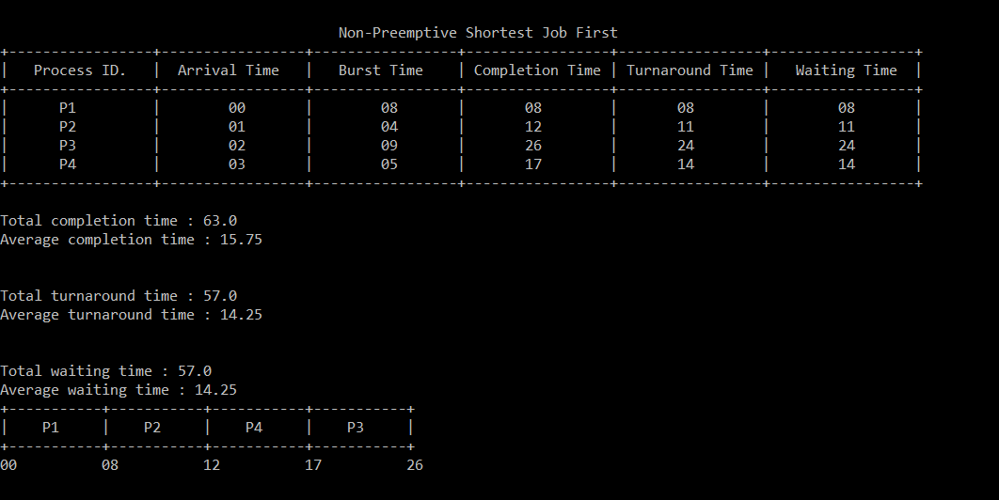 Non-Preemptive Shortest Job First
+-----------------+-----------------+-----------------+-----------------+-----------------+-----------------+
|   Process ID.   |  Arrival Time   |   Burst Time    | Completion Time | Turnaround Time |   Waiting Time  |
+-----------------+-----------------+-----------------+-----------------+-----------------+-----------------+
|      P1         |        00       |        08       |       08        |       08        |        08       |
|      P2         |        01       |        04       |       12        |       11        |        11       |
|      P3         |        02       |        09       |       26        |       24        |        24       |
|      P4         |        03       |        05       |       17        |       14        |        14       |
+-----------------+-----------------+-----------------+-----------------+-----------------+-----------------+
Total completion time : 63.0
Average completion time : 15.75
Total turnaround time : 57.0
Average turnaround time : 14.25
Total waiting time : 57.0
Average waiting time : 14.25
+-----------+-----------+-----------+-----------+
|    P1     |    P2     |    P4     |    P3     |
+-----------+-----------+-----------+-----------+
00          08          12          17          26